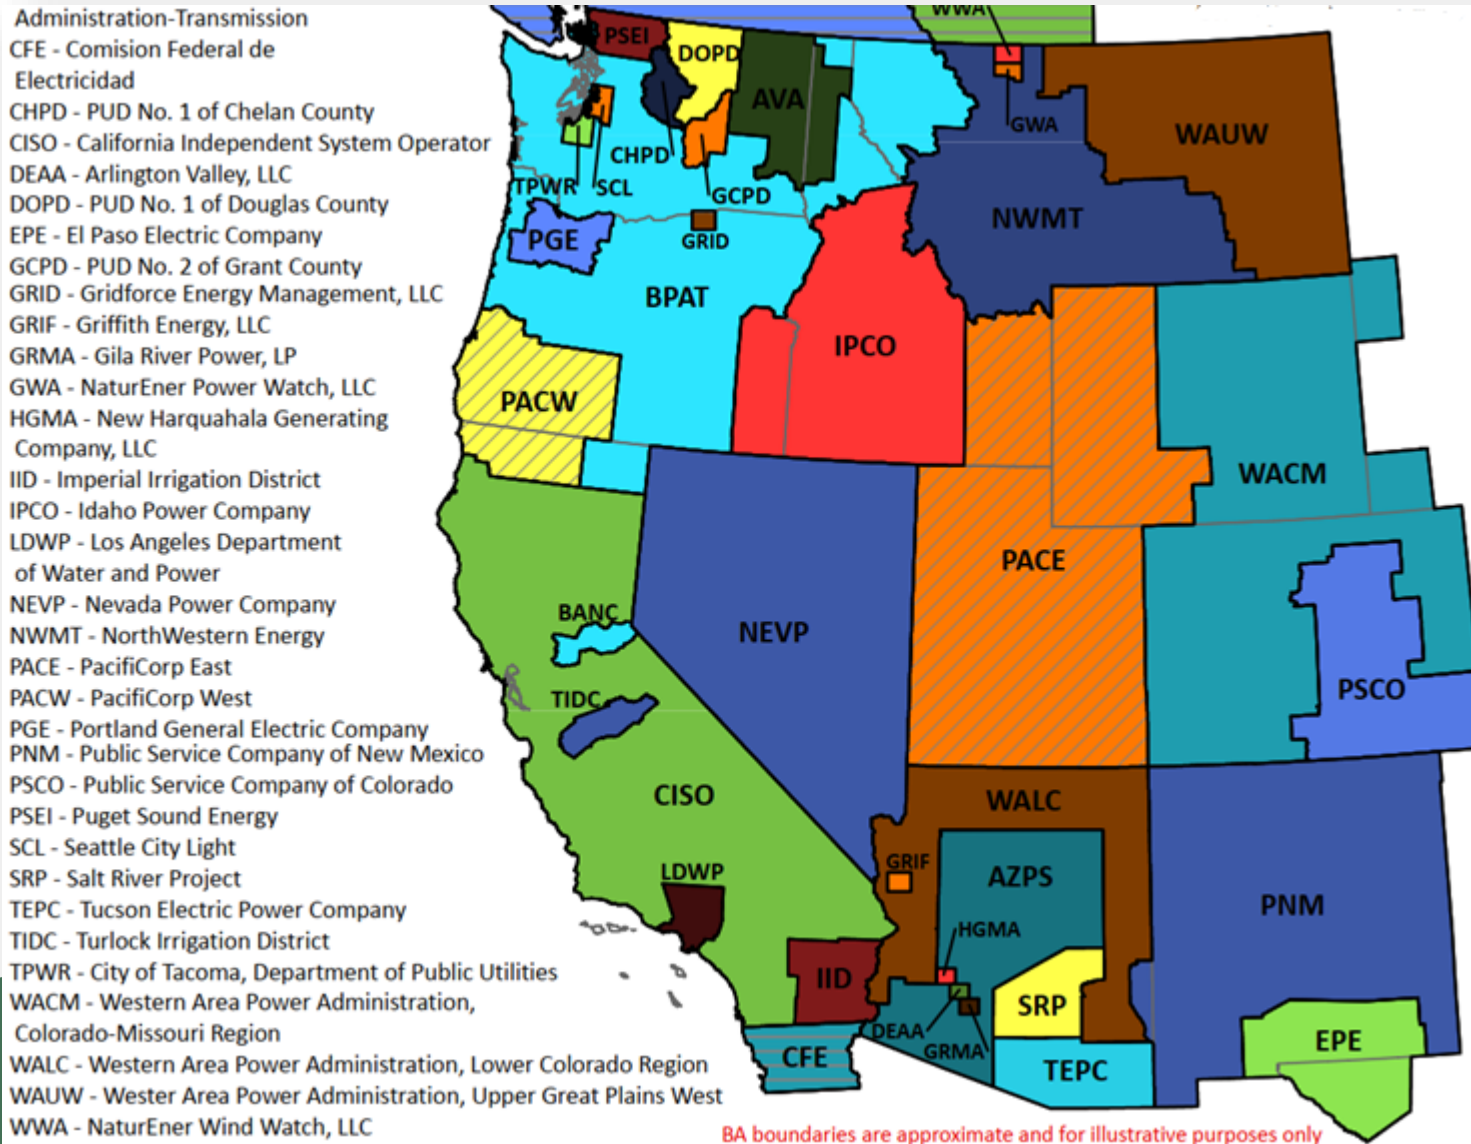 Administration-Transmission
CFE - Comision Federal de
Electricidad
CHPD - PUD No. 1 of Chelan County
CISO - California Independent System Operator
DEAA - Arlington Valley, LLC
DOPD - PUD No. 1 of Douglas County
EPE - El Paso Electric Company
GCPD - PUD No. 2 of Grant County
GRID - Gridforce Energy Management, LLC
GRIF - Griffith Energy, LLC
GRMA - Gila River Power, LP
GWA - NaturEner Power Watch, LLC
HGMA - New Harquahala Generating
Company, LLC
IID - Imperial Irrigation District
IPCO - Idaho Power Company
LDWP - Los Angeles Department
of Water and Power
NEVP - Nevada Power Company
NWMT - NorthWestern Energy
PACE - PacifiCorp East
PACW - PacifiCorp West
PGE - Portland General Electric Company
PNM - Public Service Company of New Mexico
PSCO - Public Service Company of Colorado
PSEI - Puget Sound Energy
SCL - Seattle City Light
SRP - Salt River Project
TEPC - Tucson Electric Power Company
TIDC - Turlock Irrigation District
TPWR - City of Tacoma, Department of Public Utilities
WACM - Western Area Power Administration,
Colorado-Missouri Region
WALC - Western Area Power Administration, Lower Colorado Region
WAUW - Wester Area Power Administration, Upper Great Plains West
WWA - NaturEner Wind Watch, LLC
WWA
PSEI
DOPD
AVA
GWA
WAUW
CHPD
TPWR
SCL
GCPD
NWMT
PGE
GRID
BPAT
IPCO
PACW
WACM
PACE
BANC
NEVP
PSCO
TIDC
CISO
WALC
LDWP
GRIF
AZPS
PNM
HGMA
IID
SRP
DEAA
GRMA
CFE
TEPC
EPE
BA boundaries are approximate and for illustrative purposes only